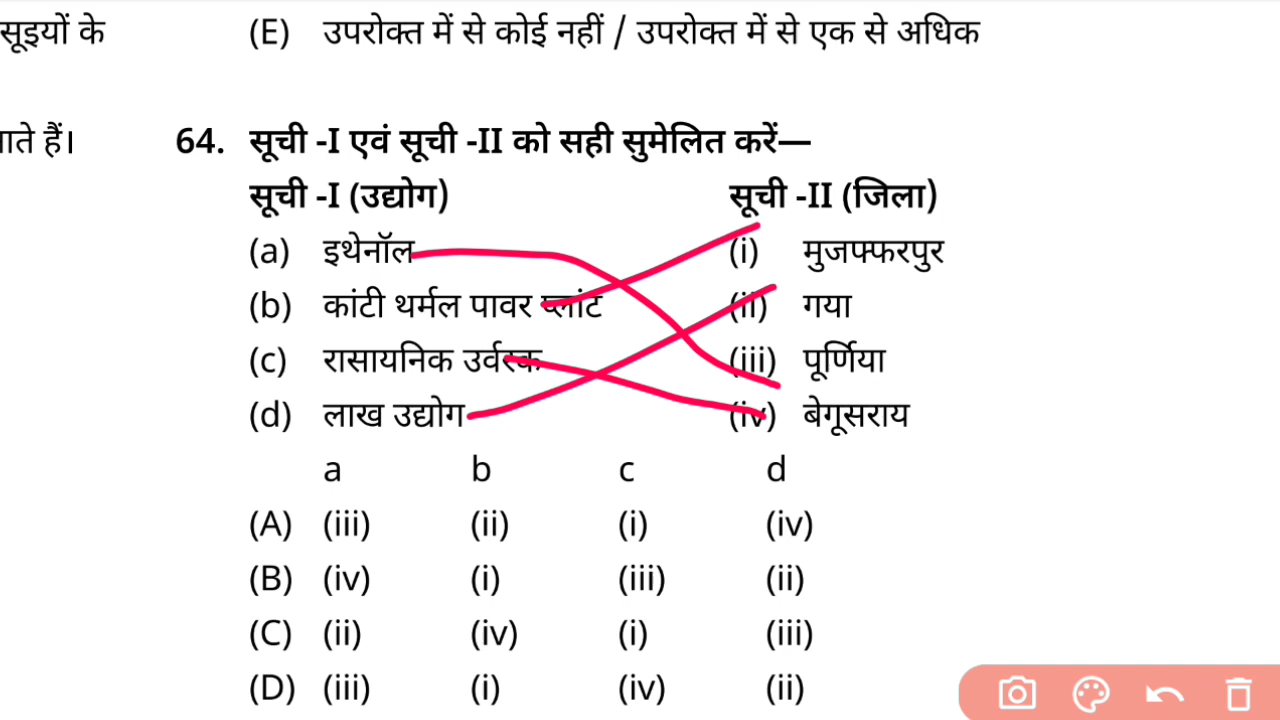 सूइयों के
(E) उपरोक्त में से कोई नहीं / उपरोक्त में से एक से अधिक
ाते हैं।
64. सूची -I एवं सूची -II को सही सुमेलित करें—
सूची -I (उद्योग) सूची -II (जिला)
(a) इथेनॉल (i) मुजफ्फरपुर
(b) कांटी थर्मल पावर प्लांट (ii) गया
(c) रासायनिक उर्वरक (iii) पूर्णिया
(d) लाख उद्योग (iv) बेगूसराय
a b c d
(A) (iii) (ii) (i) (iv)
(B) (iv) (i) (iii) (ii)
(C) (ii) (iv) (i) (iii)
(D) (iii) (i) (iv) (ii)